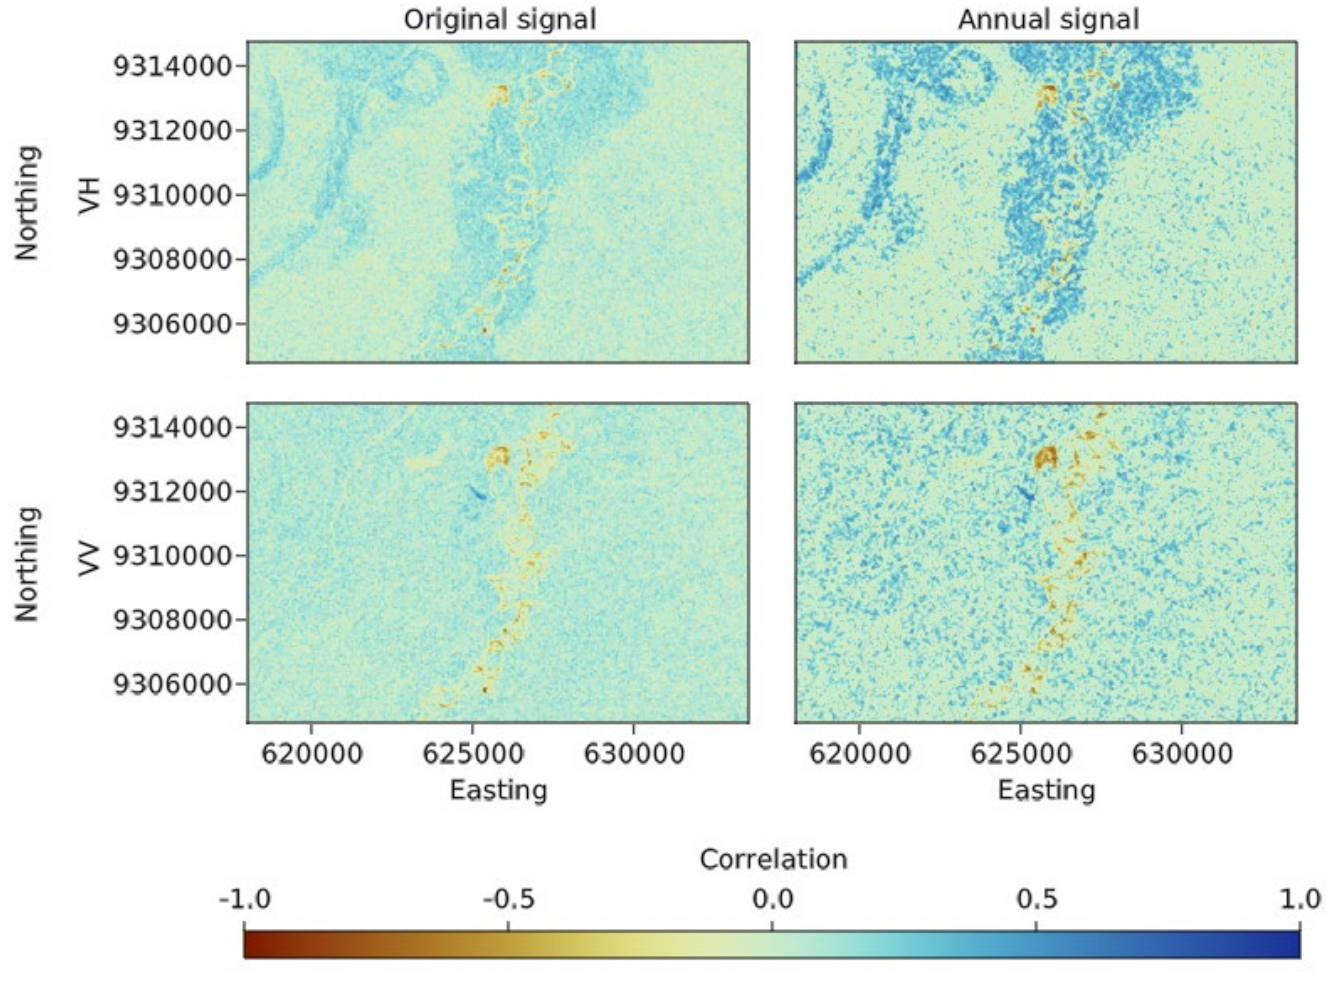 Original signal
Annual signal
Northing
VH
9314000
9312000
9310000
9308000
9306000
Northing
VV
9314000
9312000
9310000
9308000
9306000
620000 625000 630000
620000 625000 630000
Easting
Easting
Correlation
-1.0 -0.5 0.0 0.5 1.0